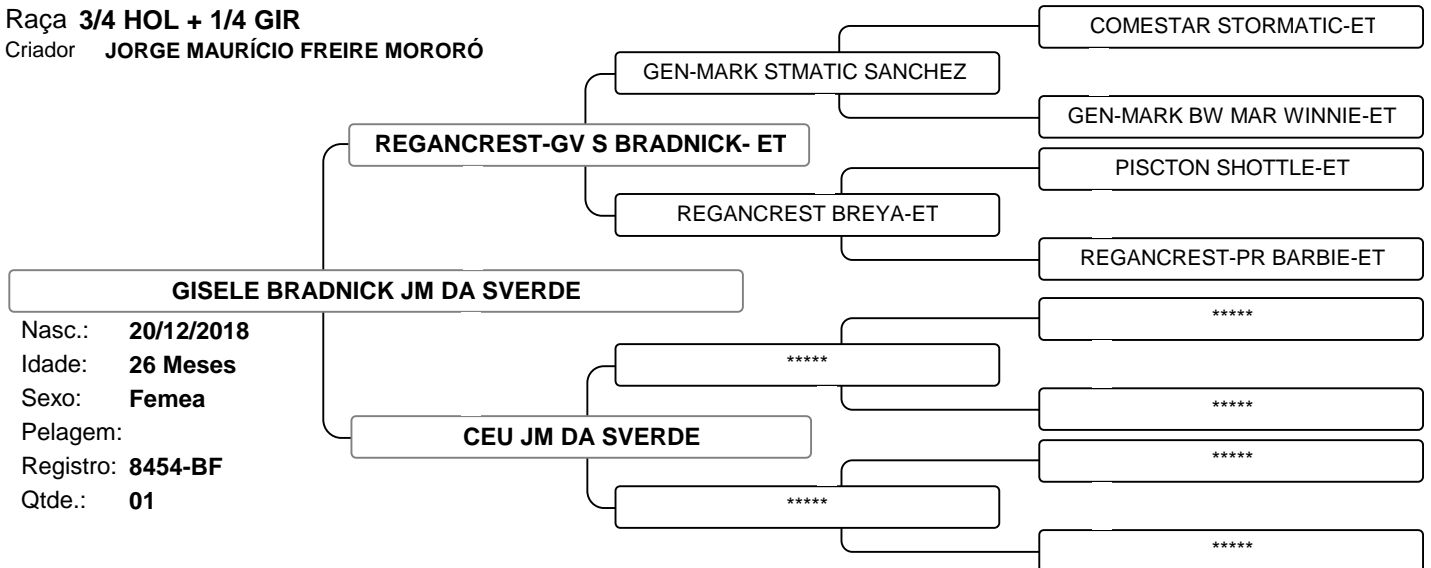 Raça 3/4 HOL + 1/4 GIR
Criador JORGE MAURÍCIO FREIRE MORORÓ
COMESTAR STORMATIC-ET
GEN-MARK STMATIC SANCHEZ
GEN-MARK BW MAR WINNIE-ET
REGANCREST-GV S BRADNICK- ET
PISCTON SHOTTLE-ET
REGANCREST BREYA-ET
REGANCREST-PR BARBIE-ET
GISELE BRADNICK JM DA SVERDE
Nasc.: 20/12/2018
Idade: 26 Meses
Sexo: Femea
Pelagem:
Registro: 8454-BF
Qtde.: 01
*****
*****
*****
CEU JM DA SVERDE
*****
*****
*****